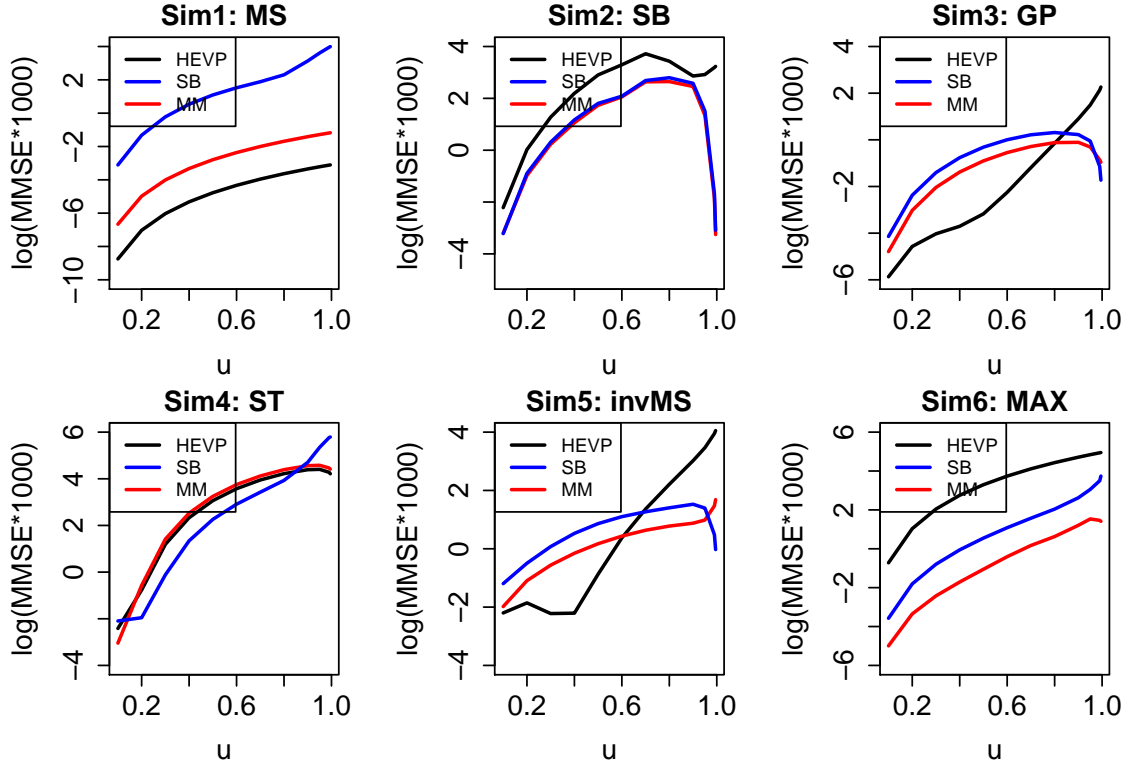 Sim1: MS
log(MMSE*1000)
2
−2
−6
−10
HEVP
SB
MM
0.2 0.6 1.0
u
Sim2: SB
log(MMSE*1000)
4
2
0
−4
HEVP
SB
MM
0.2 0.6 1.0
u
Sim3: GP
log(MMSE*1000)
4
2
−2
−6
HEVP
SB
MM
0.2 0.6 1.0
u
Sim4: ST
log(MMSE*1000)
6
4
2
0
−4
HEVP
SB
MM
0.2 0.6 1.0
u
Sim5: invMS
log(MMSE*1000)
4
2
0
−2
−4
HEVP
SB
MM
0.2 0.6 1.0
u
Sim6: MAX
log(MMSE*1000)
6
2
−2
−6
HEVP
SB
MM
0.2 0.6 1.0
u